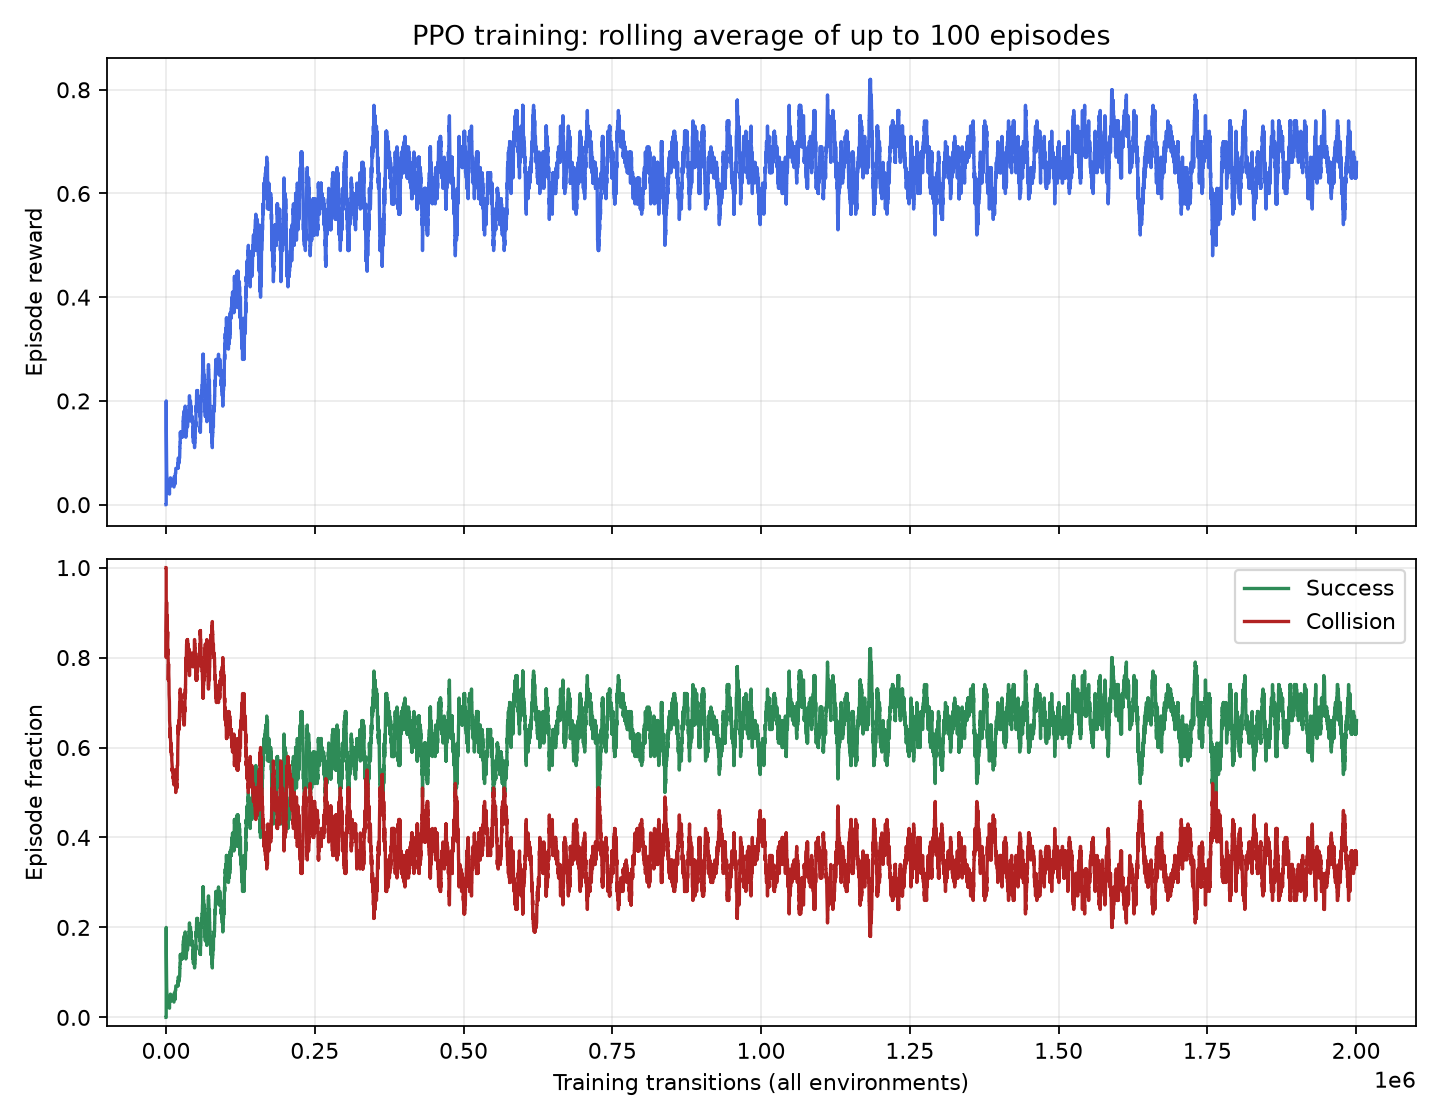 PPO training: rolling average of up to 100 episodes
0.8
0.6
0.4
0.2
0.0
Episode reward
1.0
0.8
0.6
0.4
0.2
0.0
Episode fraction
Success
Collision
0.00 0.25 0.50 0.75 1.00 1.25 1.50 1.75 2.00
1e6
Training transitions (all environments)